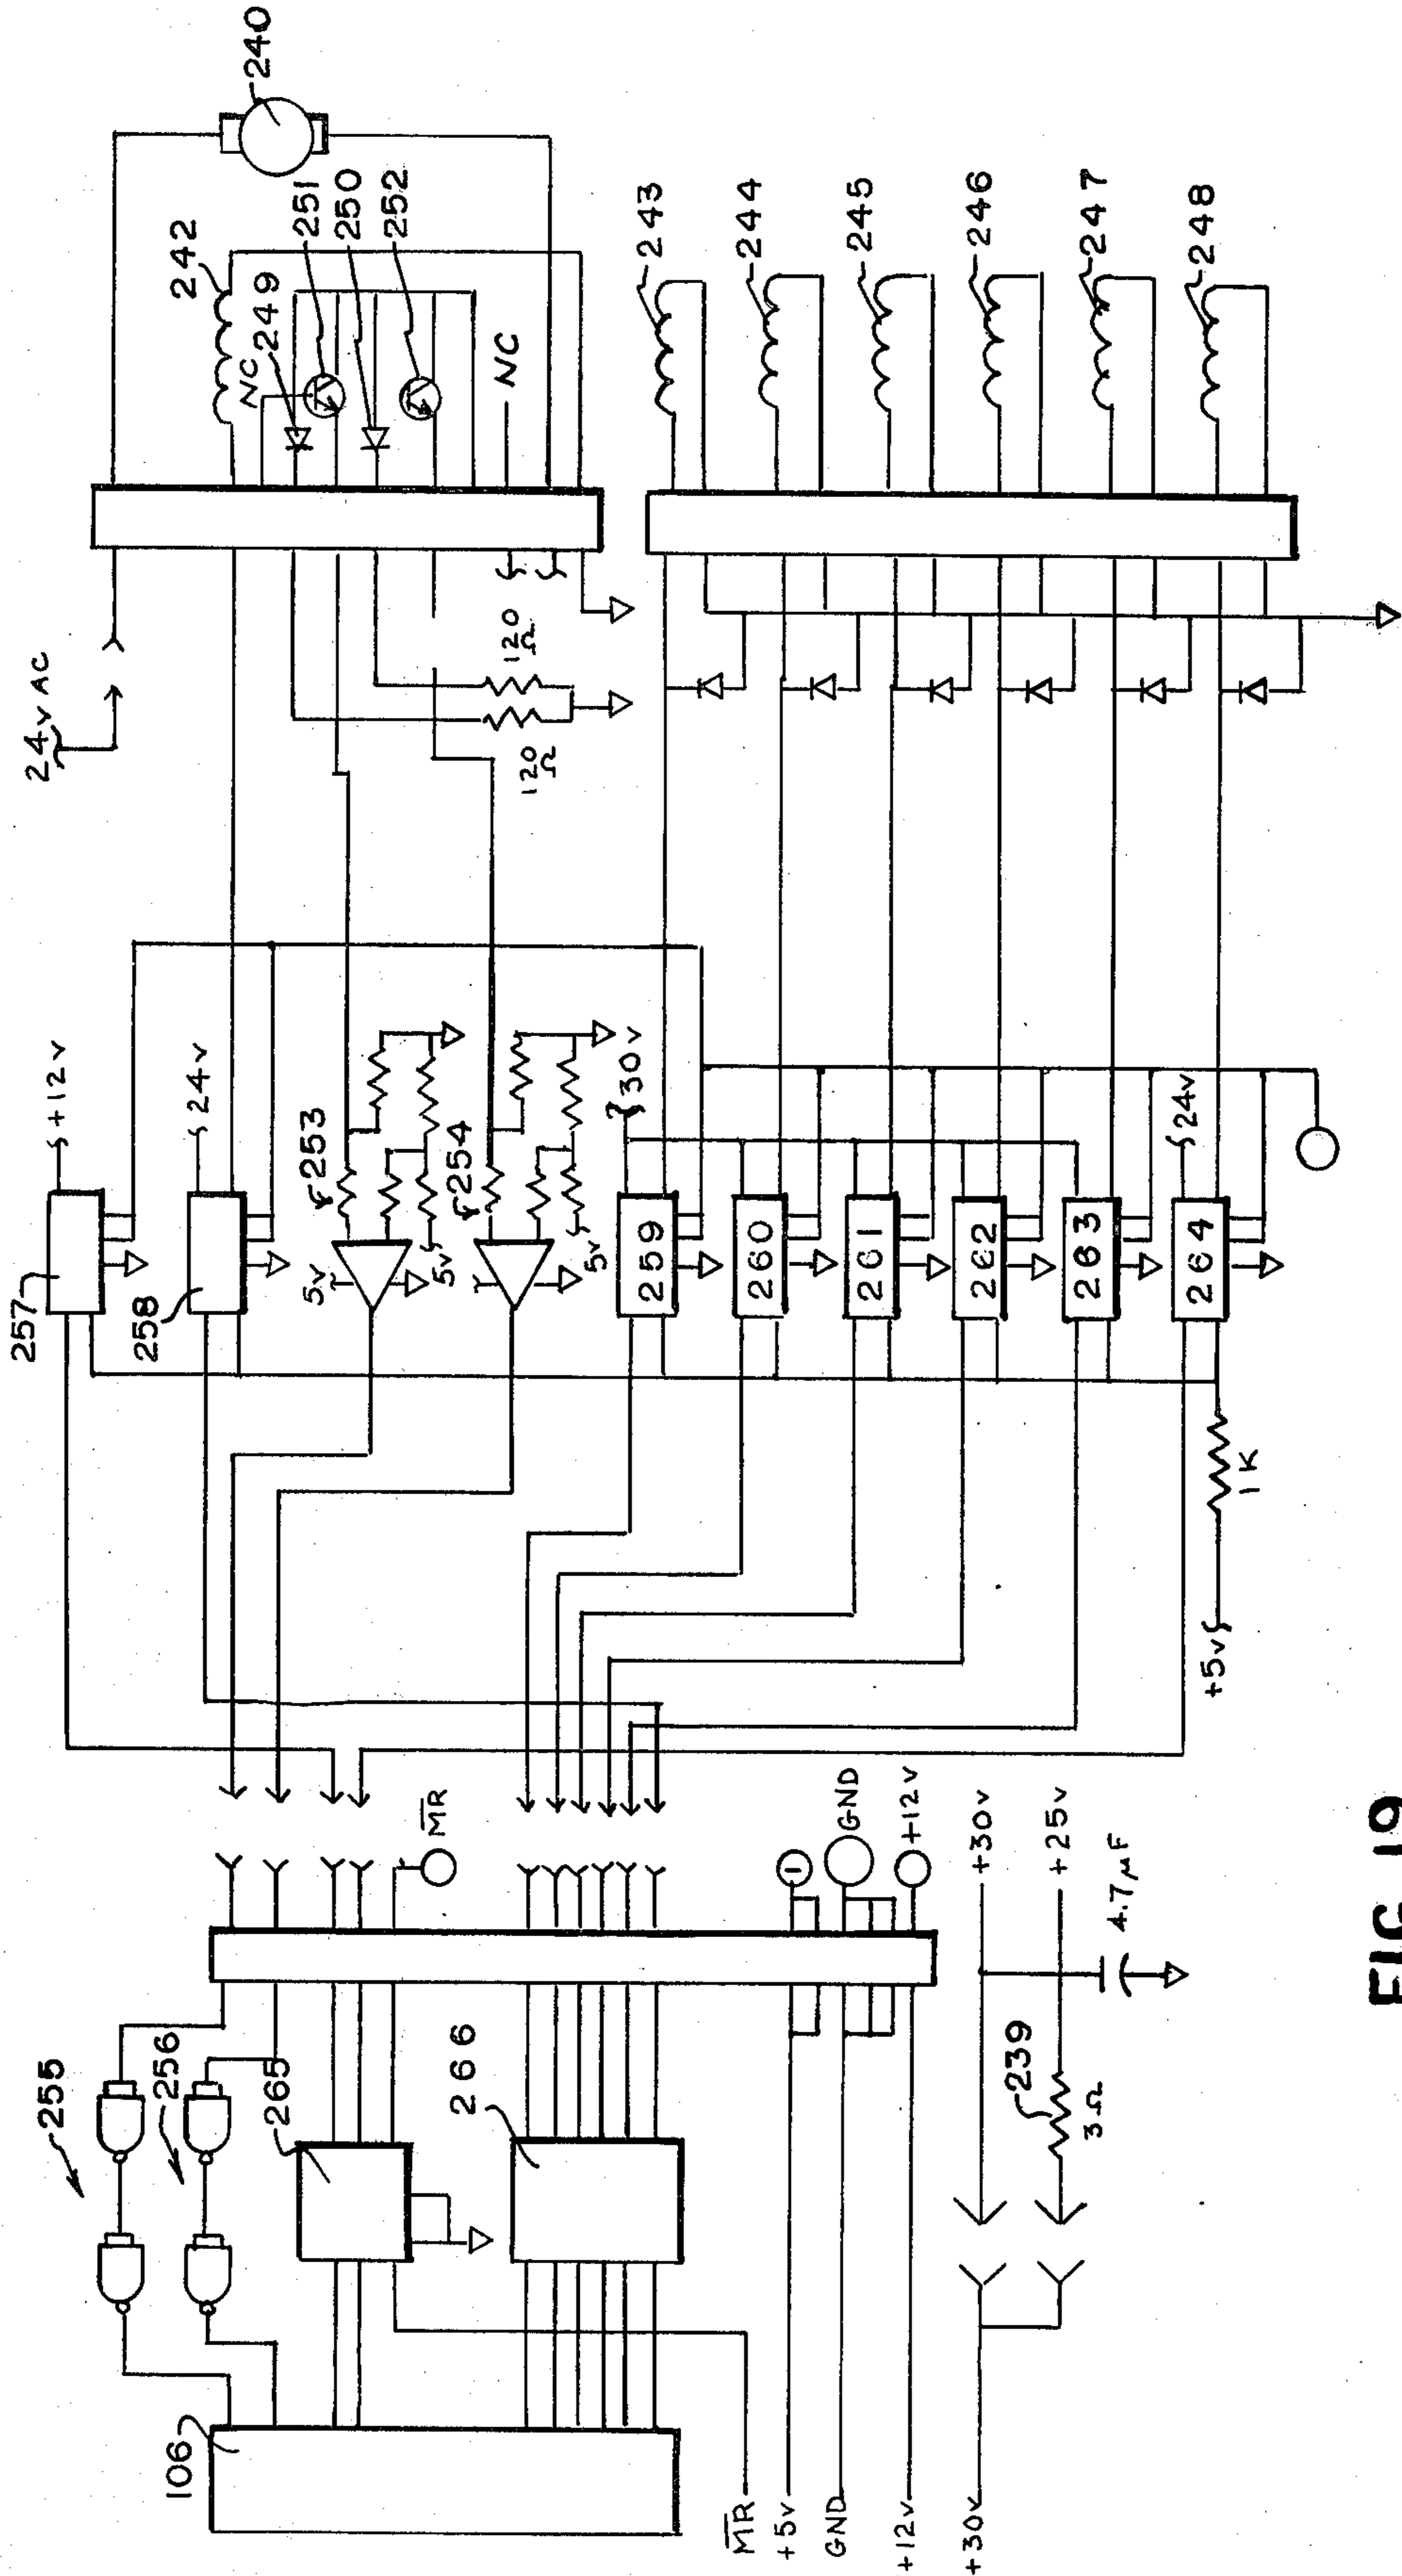 24v AC
240
242
NC
249
251
250
252
NC
120
Ω
120
Ω
243
244
245
246
247
248
+12v
24v
257
258
253
254
5v
5v
5v
30v
24v
259
260
261
262
263
264
1K
+5v
255
256
265
266
106
MR
GND
+12v
1
+30v
+25v
4.7μF
239
3Ω
MR
+5v
GND
+12v
+30v
FIG 19